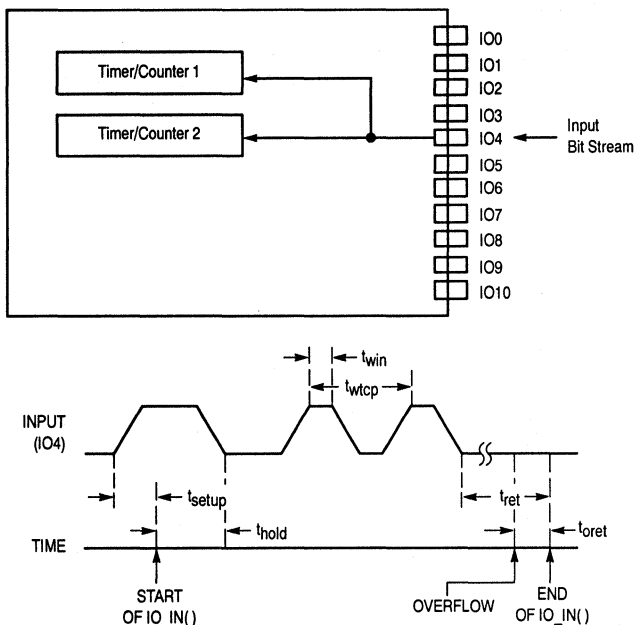 IO0
Timer/Counter 1
IO1
IO2
IO3
Timer/Counter 2
IO4
Input
Bit Stream
IO5
IO6
IO7
IO8
IO9
IO10
twin
twtcp
INPUT
(IO4)
tsetup
tret
thold
toret
TIME
START
OF IO_IN( )
OVERFLOW
END
OF IO_IN( )